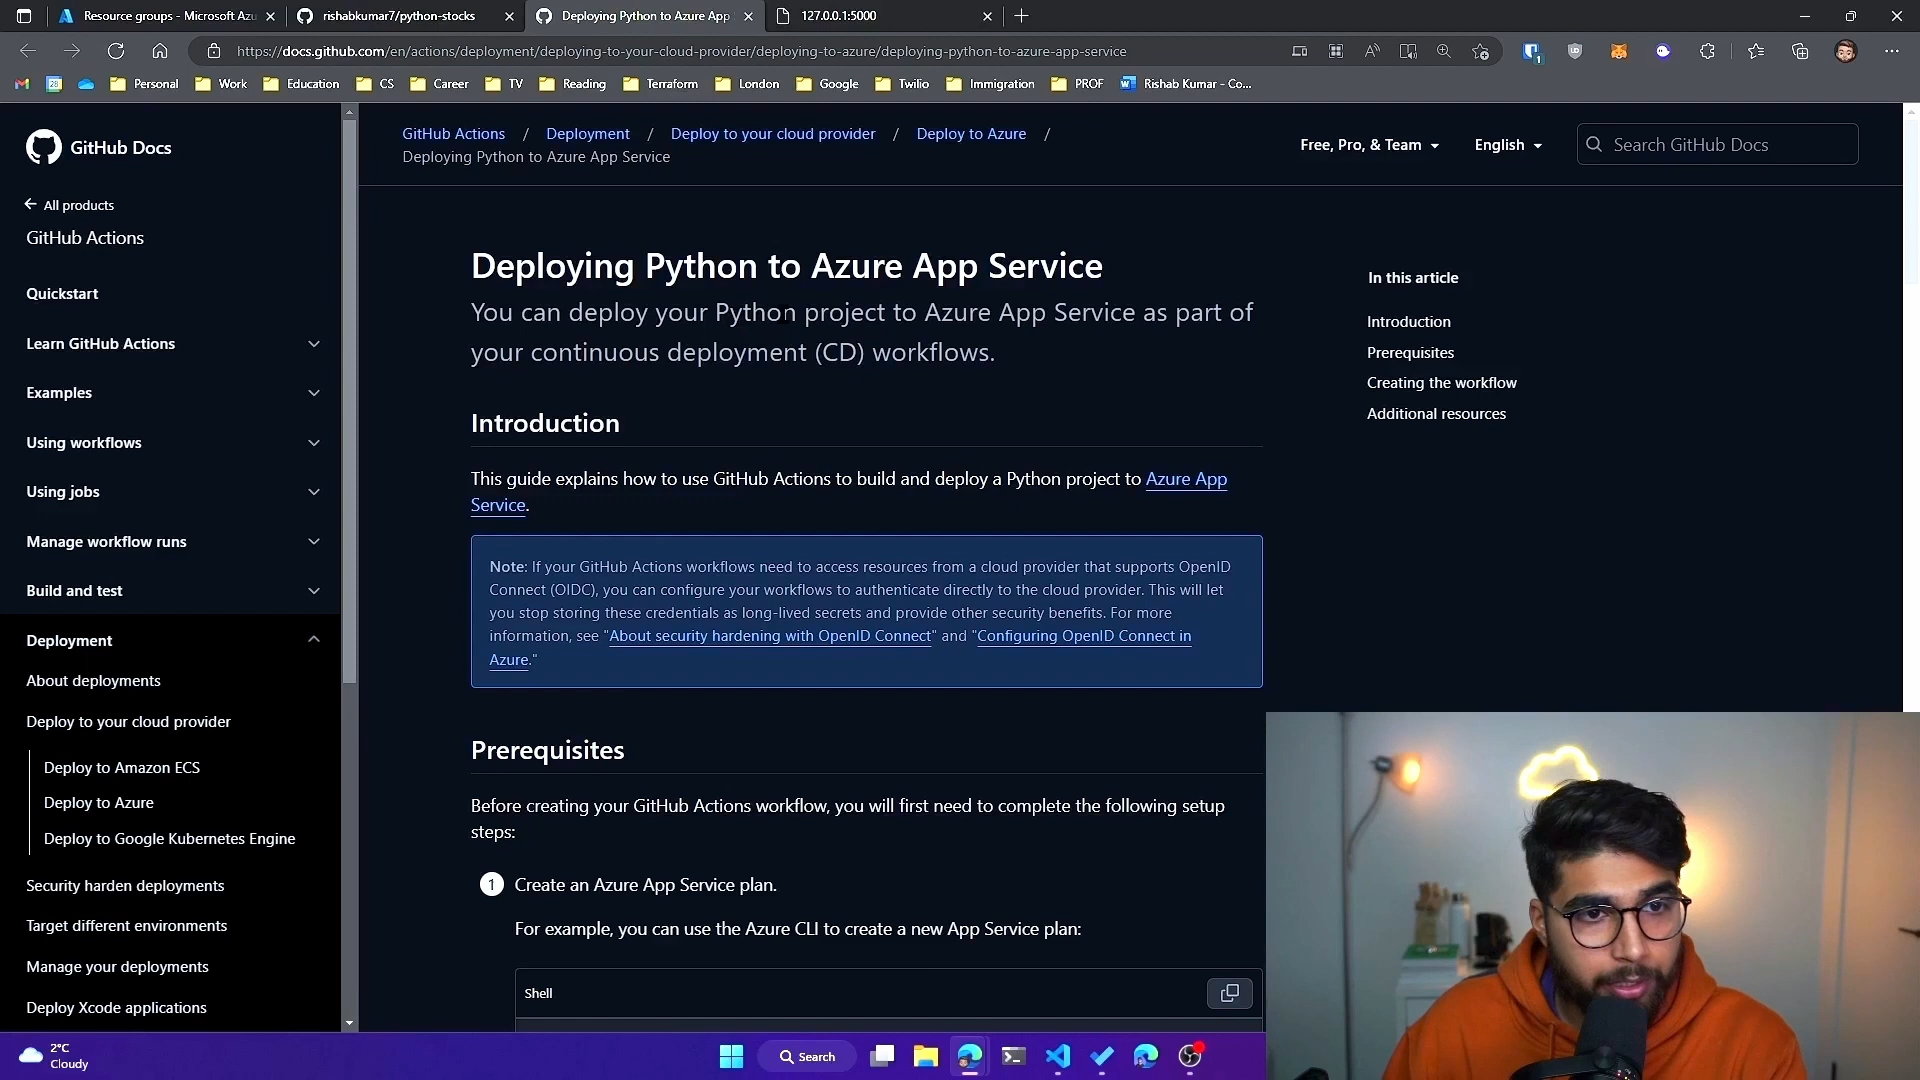 Resource groups - Microsoft Azu
rishabkumar7/python-stocks
Deploying Python to Azure App
127.0.0.1:5000
https://docs.github.com/en/actions/deployment/deploying-to-your-cloud-provider/deploying-to-azure/deploying-python-to-azure-app-service
Personal
Work
Education
CS
Career
TV
Reading
Terraform
London
Google
Twilio
Immigration
PROF
Rishab Kumar - Co...
GitHub Docs
All products
GitHub Actions
Quickstart
Learn GitHub Actions
Examples
Using workflows
Using jobs
Manage workflow runs
Build and test
Deployment
About deployments
Deploy to your cloud provider
Deploy to Amazon ECS
Deploy to Azure
Deploy to Google Kubernetes Engine
Security harden deployments
Target different environments
Manage your deployments
Deploy Xcode applications
GitHub Actions / Deployment / Deploy to your cloud provider / Deploy to Azure /
Deploying Python to Azure App Service
Free, Pro, & Team
English
Search GitHub Docs
Deploying Python to Azure App Service
You can deploy your Python project to Azure App Service as part of
your continuous deployment (CD) workflows.
Introduction
This guide explains how to use GitHub Actions to build and deploy a Python project to Azure App
Service.
Note: If your GitHub Actions workflows need to access resources from a cloud provider that supports OpenID
Connect (OIDC), you can configure your workflows to authenticate directly to the cloud provider. This will let
you stop storing these credentials as long-lived secrets and provide other security benefits. For more
information, see "About security hardening with OpenID Connect" and "Configuring OpenID Connect in
Azure."
Prerequisites
Before creating your GitHub Actions workflow, you will first need to complete the following setup
steps:
1 Create an Azure App Service plan.
For example, you can use the Azure CLI to create a new App Service plan:
Shell
In this article
Introduction
Prerequisites
Creating the workflow
Additional resources
2°C
Cloudy
Search